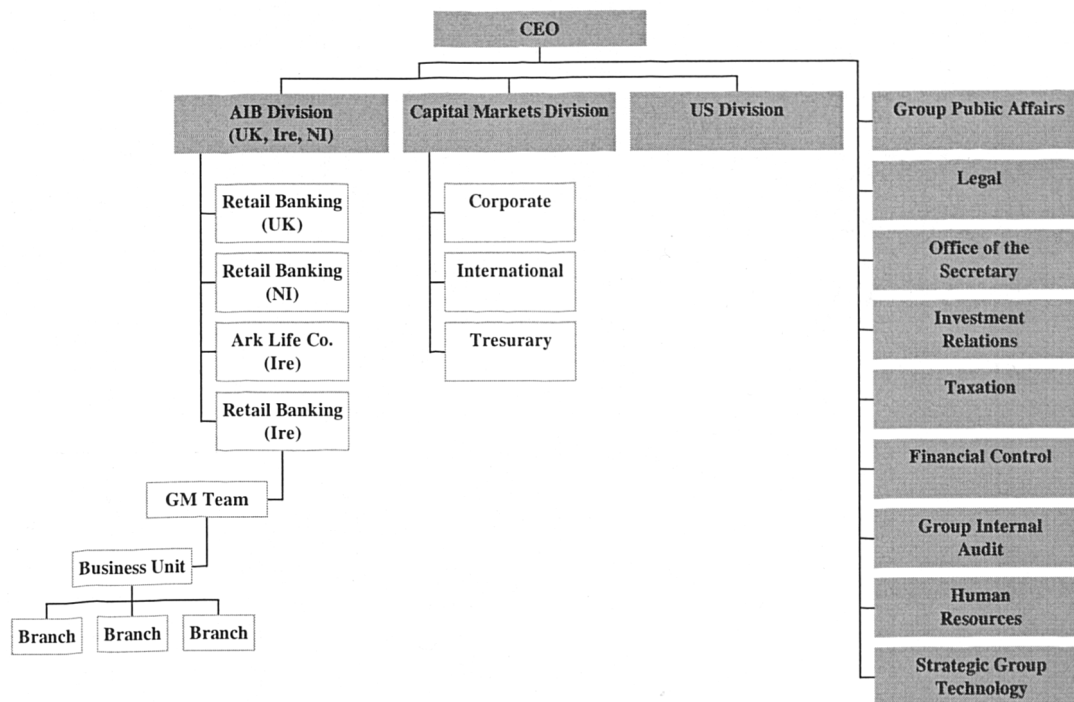 CEO
AIB Division
(UK, Ire, NI)
Capital Markets Division
US Division
Group Public Affairs
Legal
Office of the
Secretary
Investment
Relations
Taxation
Financial Control
Group Internal
Audit
Human
Resources
Strategic Group
Technology
Retail Banking
(UK)
Retail Banking
(NI)
Ark Life Co.
(Ire)
Retail Banking
(Ire)
Corporate
International
Tresurary
GM Team
Business Unit
Branch
Branch
Branch